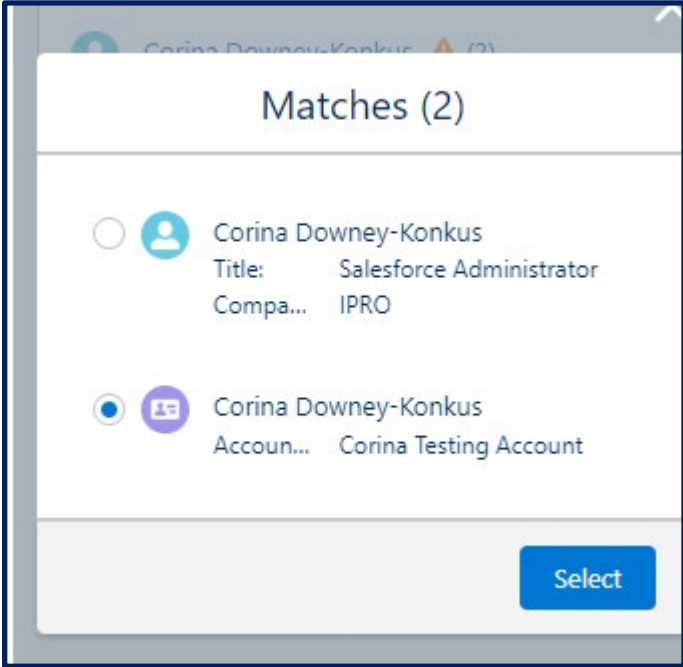 Corina Downey-Konkus (2)
Matches (2)
Corina Downey-Konkus
Title: Salesforce Administrator
Compa... IPRO
Corina Downey-Konkus
Accoun... Corina Testing Account
Select